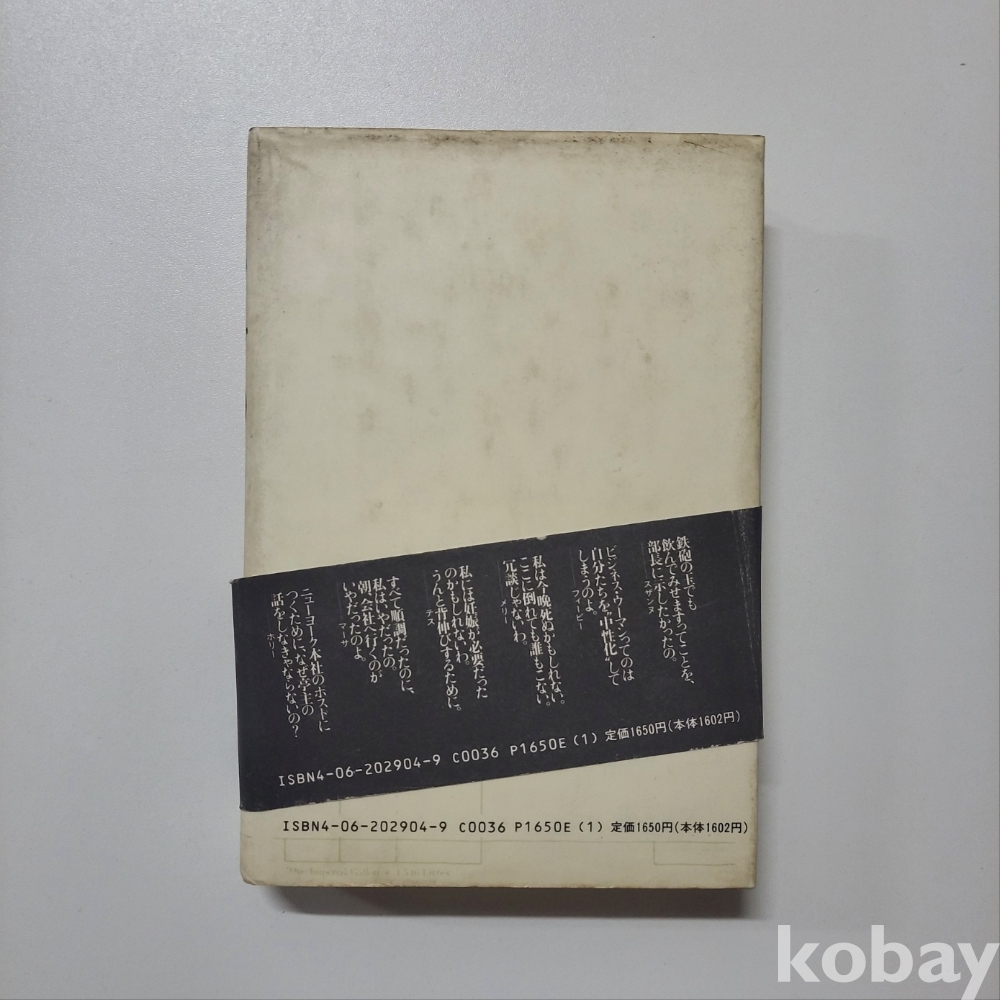 鉄砲の玉でも
飲んでみせますってことを、
部長に示したかったの。
スザンヌ
ビジネス・ウーマンってのは
自分たちを“中性化”して
しまうのよ。
フィービー
私は今晩死ぬかもしれない。
ここに倒れても誰もこない。
冗談じゃないわ。
メリー
私には妊娠が必要だった
のかもしれないわ。
うんと背伸びするために。
テス
すべて順調だったのに、
私はいやだったの。
朝、会社へ行くのが
いやだったのよ。
マーサ
ニューヨーク本社のホストに
つくために、なぜ亭主の
話をしなきゃならないの?
ホリー
ISBN4-06-202904-9 C0036 P1650E (1) 定価1650円(本体1602円)
ISBN4-06-202904-9 C0036 P1650E (1) 定価1650円(本体1602円)
kobay